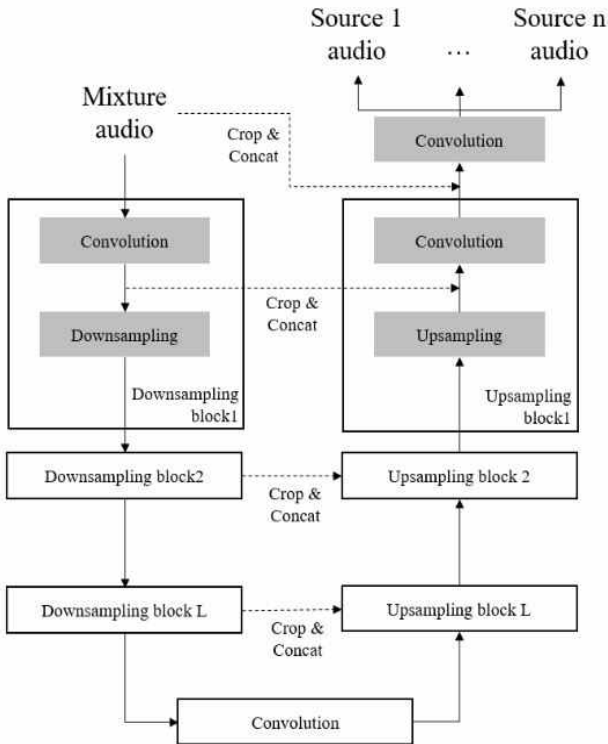 Source 1
audio
...
Source n
audio
Mixture
audio
Crop &
Concat
Convolution
Convolution
Convolution
Crop &
Concat
Downsampling
Upsampling
Downsampling
block1
Upsampling
block1
Downsampling block2
Crop &
Concat
Upsampling block 2
Downsampling block L
Crop &
Concat
Upsampling block L
Convolution